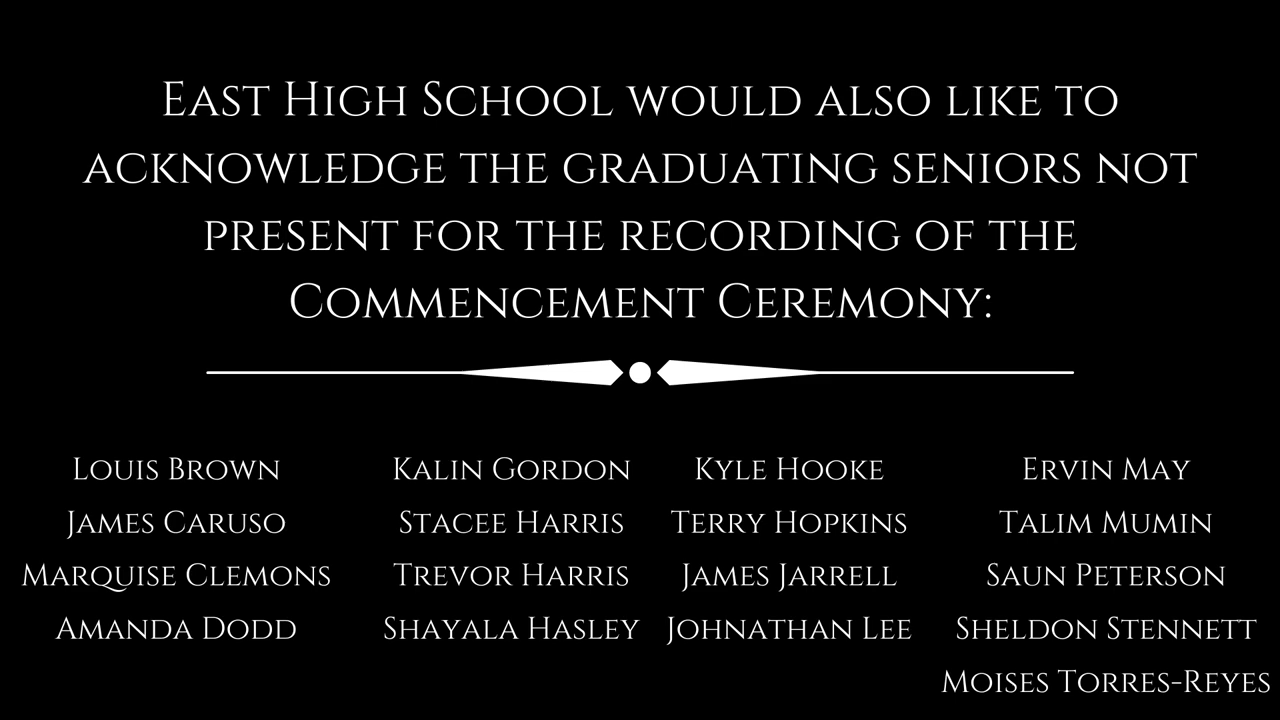 East High School would also like to
acknowledge the graduating seniors not
present for the recording of the
Commencement Ceremony:
Louis Brown
James Caruso
Marquise Clemons
Amanda Dodd
Kalin Gordon
Stacee Harris
Trevor Harris
Shayala Hasley
Kyle Hooke
Terry Hopkins
James Jarrell
Johnathan Lee
Ervin May
Talim Mumin
Saun Peterson
Sheldon Stennett
Moises Torres-Reyes